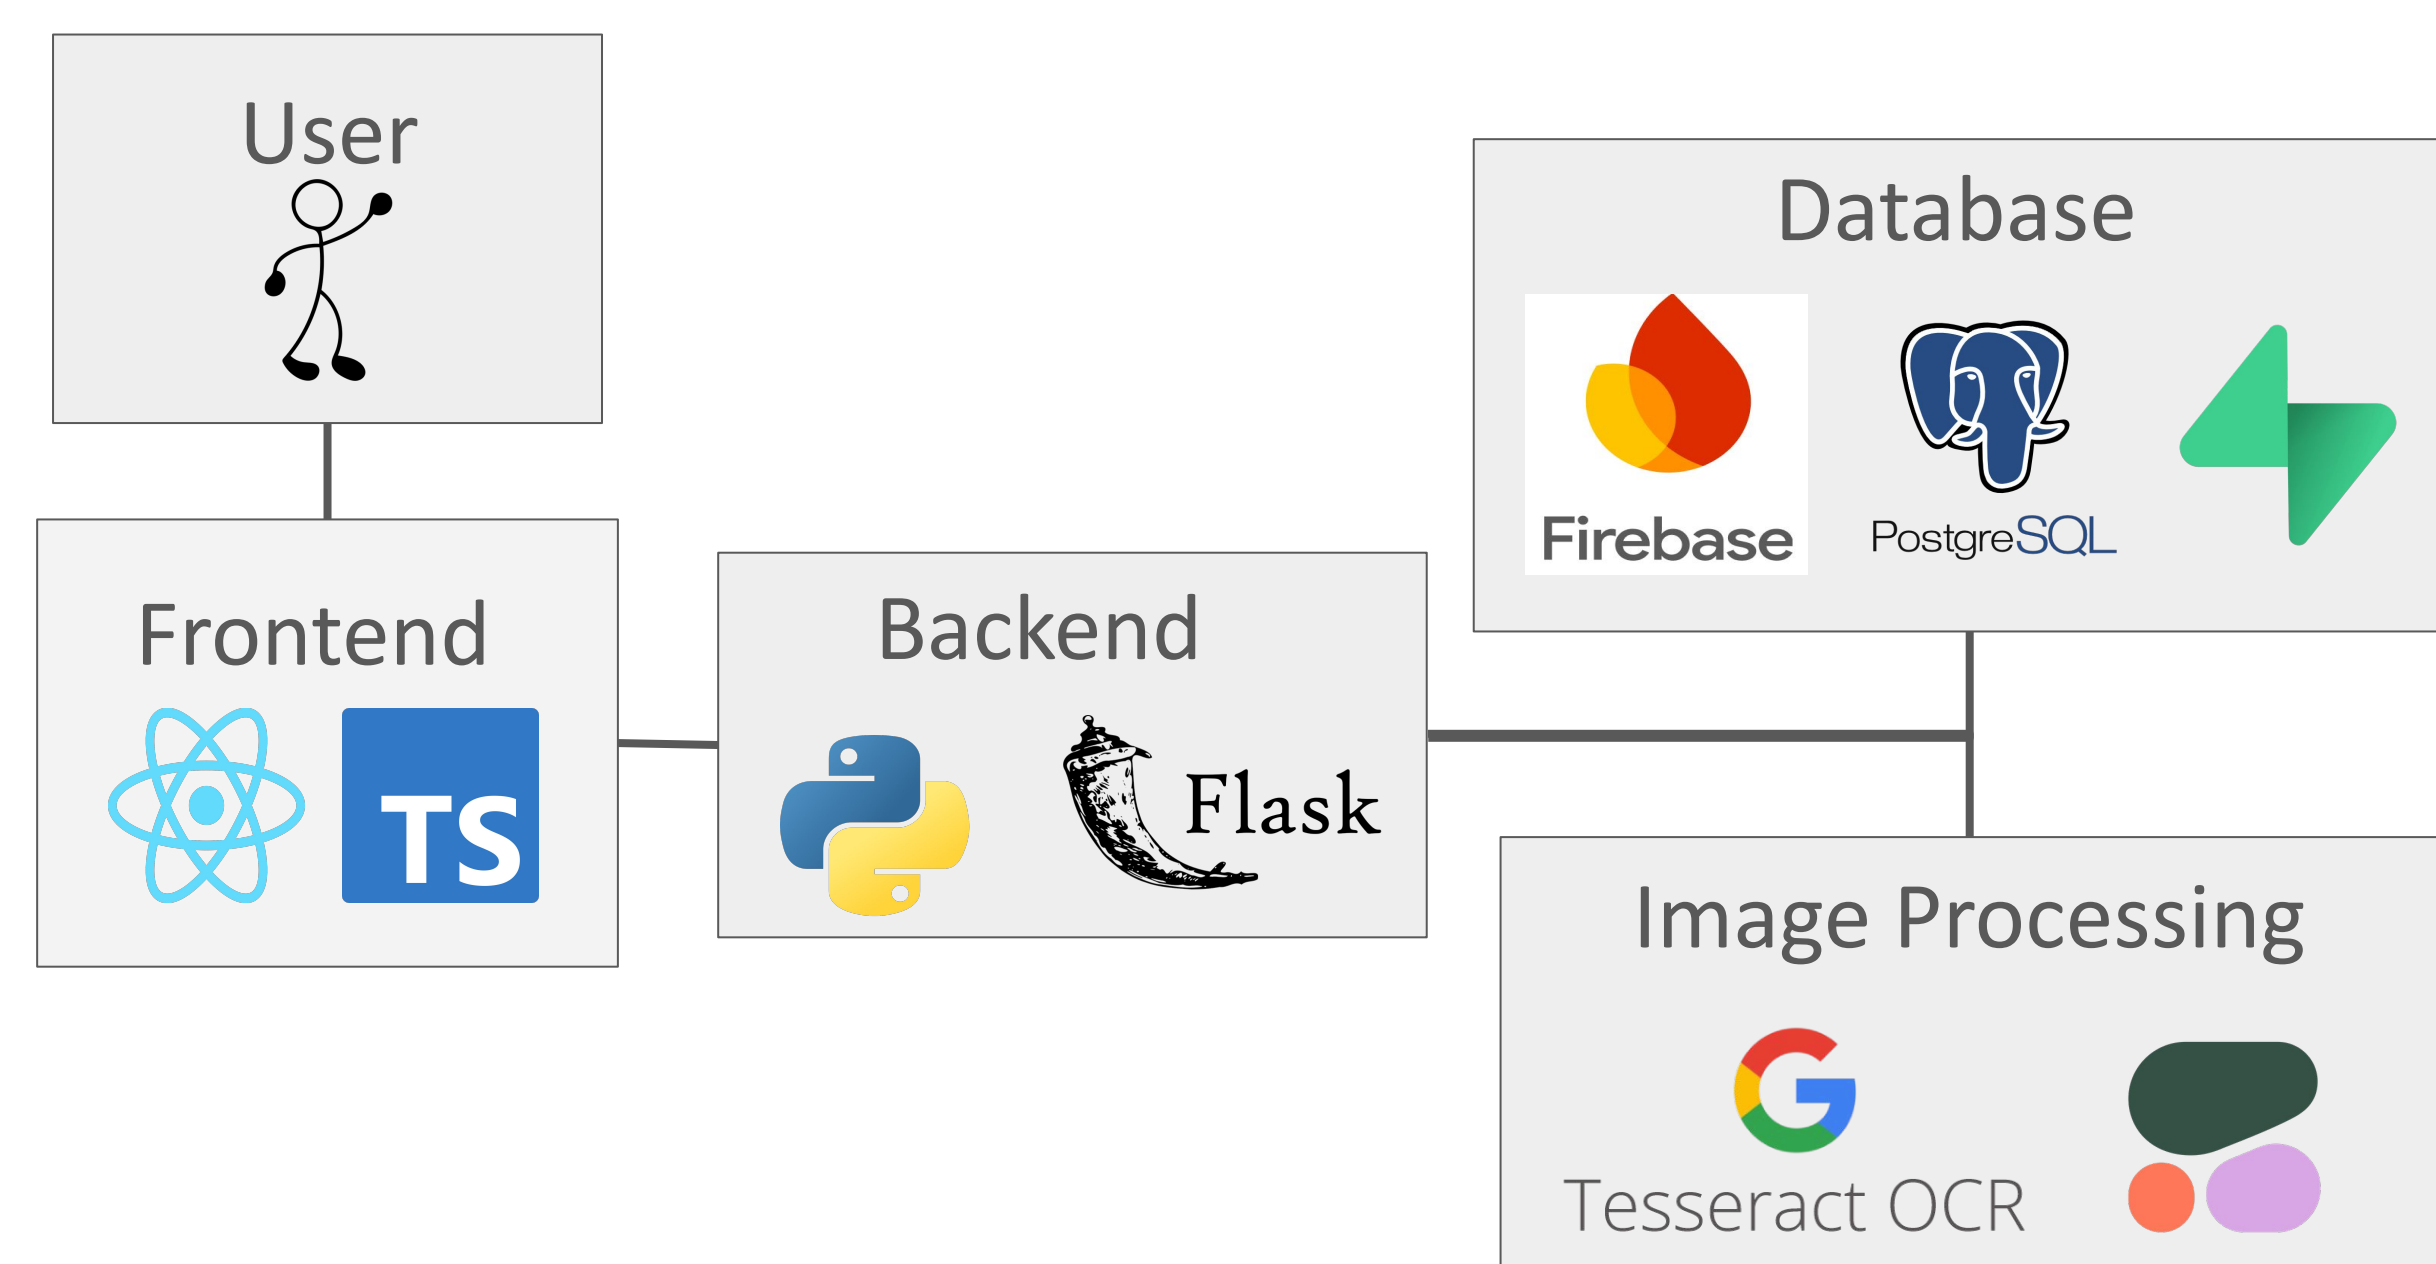 User
Frontend
TS
Backend
Flask
Database
Firebase
PostgreSQL
Image Processing
Tesseract OCR